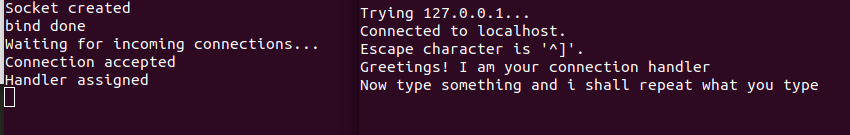 Socket created
bind done
Waiting for incoming connections...
Connection accepted
Handler assigned
Trying 127.0.0.1...
Connected to localhost.
Escape character is '^]'.
Greetings! I am your connection handler
Now type something and i shall repeat what you type